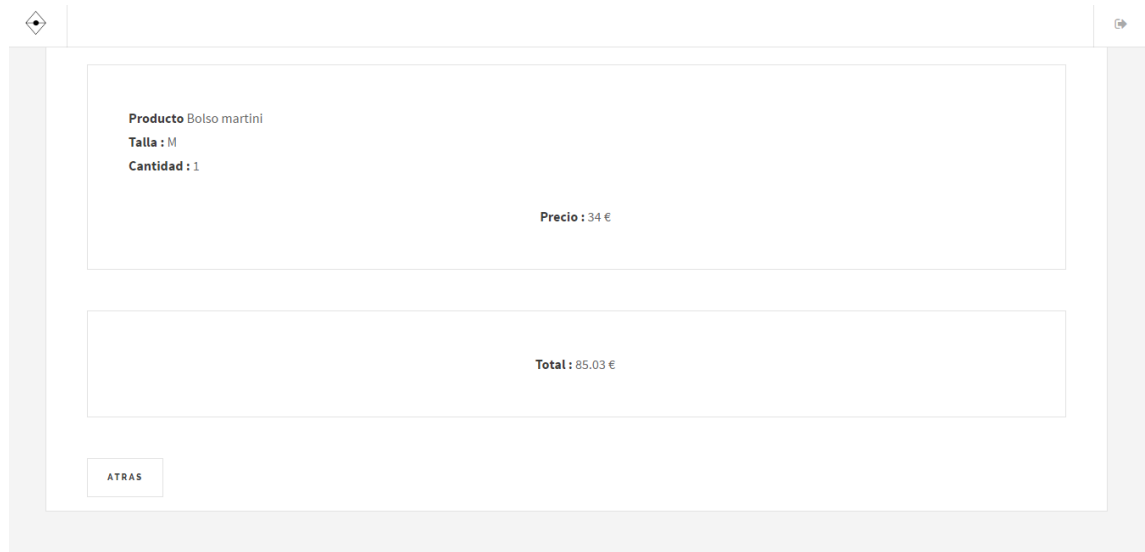 Producto Bolso martini
Talla : M
Cantidad : 1
Precio : 34 €
Total : 85.03 €
ATRAS